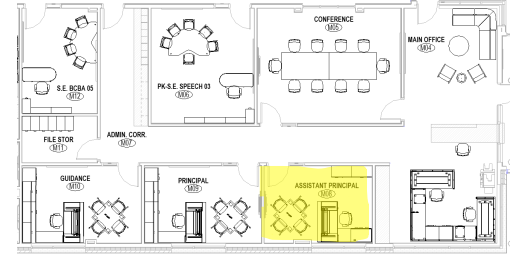 CONFERENCE
M05
MAIN OFFICE
M04
S.E. BCBA 05
M12
PK-S.E. SPEECH 03
M06
FILE STOR
M11
ADMIN. CORR.
M07
GUIDANCE
M10
PRINCIPAL
M09
ASSISTANT PRINCIPAL
M08